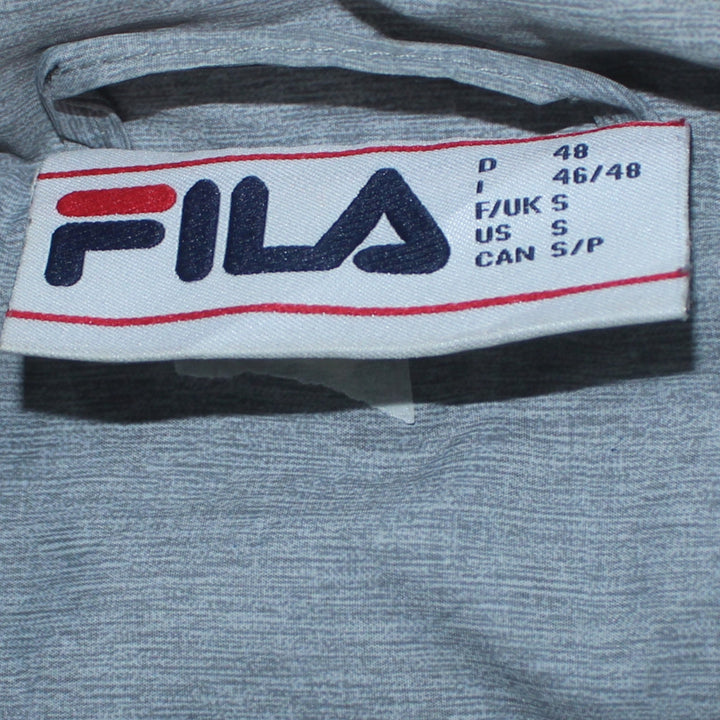 FILA
D 48
I 46/48
F/UK S
US S
CAN S/P